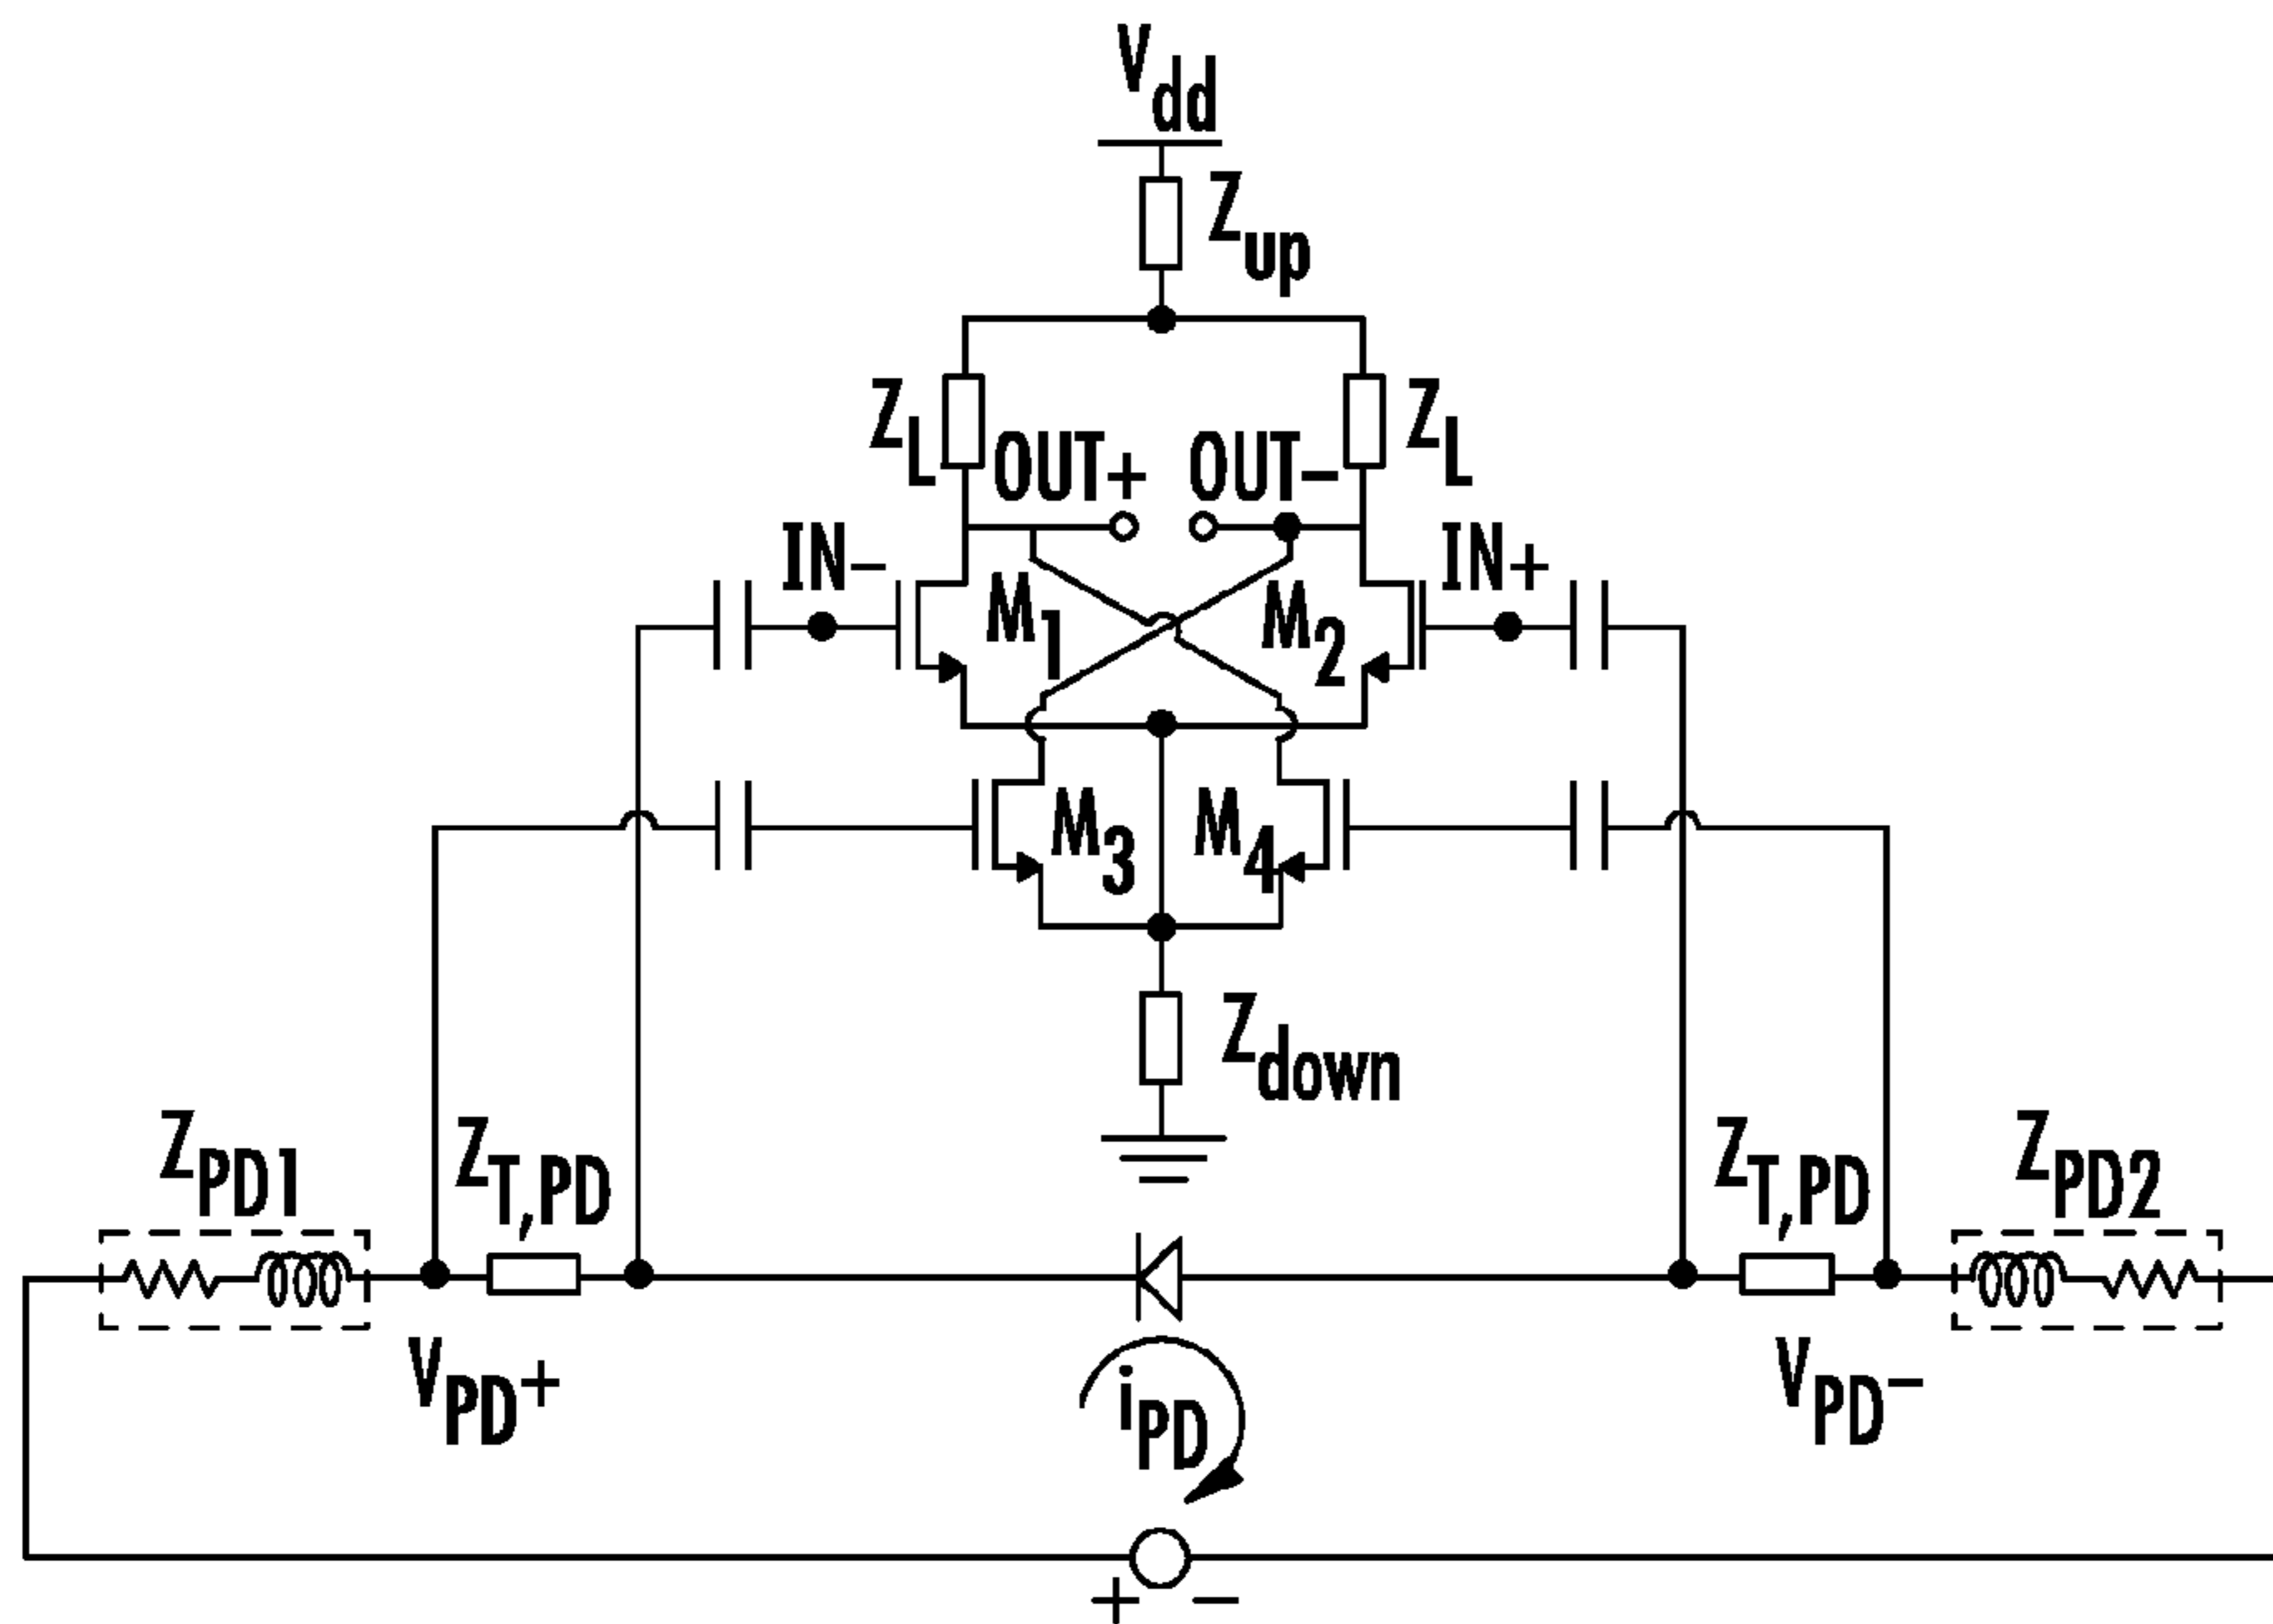 Vdd
Zup
ZL
ZL
OUT+
OUT-
IN-
IN+
M1
M2
M3
M4
Zdown
ZPD1
ZT,PD
ZT,PD
ZPD2
VPD+
iPD
VPD-
+ -